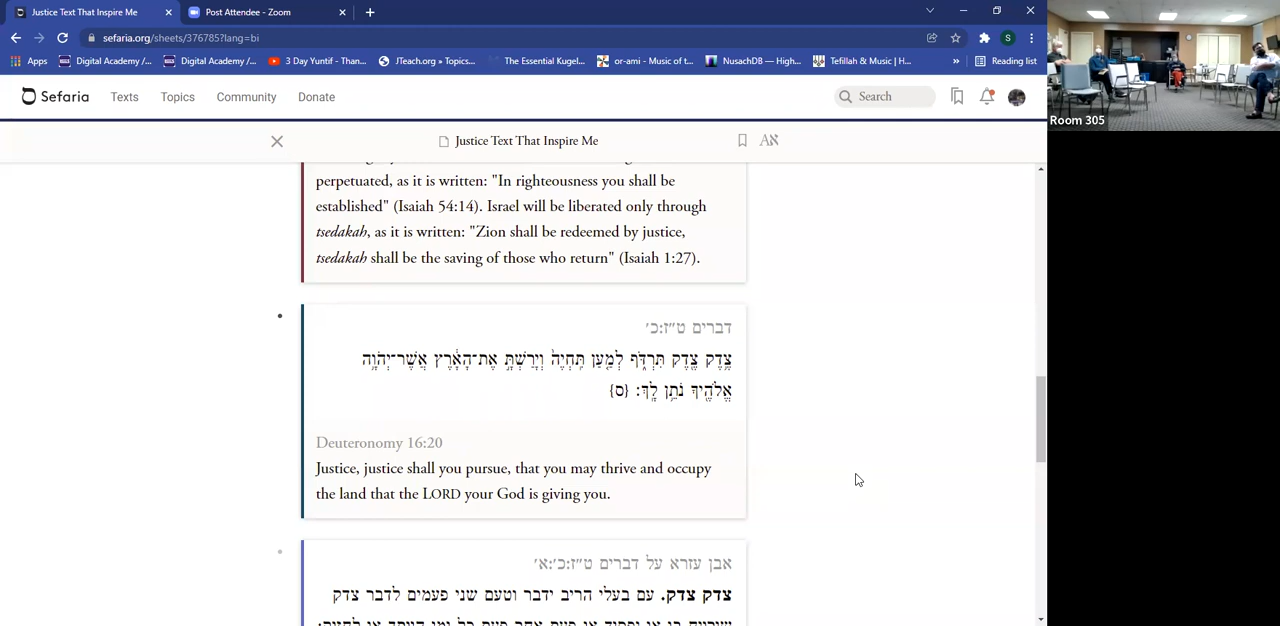 Justice Text That Inspire Me
Post Attendee - Zoom
sefaria.org/sheets/376785?lang=bi
Apps
Digital Academy /...
Digital Academy /...
3 Day Yuntif - Than...
JTeach.org » Topics...
The Essential Kugel...
or-ami - Music of t...
NusachDB — High...
Tefillah & Music | H...
»
Reading list
Room 305
Sefaria
Texts
Topics
Community
Donate
Search
Justice Text That Inspire Me
perpetuated, as it is written: "In righteousness you shall be
established" (Isaiah 54:14). Israel will be liberated only through
tsedakah, as it is written: "Zion shall be redeemed by justice,
tsedakah shall be the saving of those who return" (Isaiah 1:27).
דברים ט״ז:כ׳
צֶ֥דֶק צֶ֖דֶק תִּרְדֹּ֑ף לְמַ֤עַן תִּֽחְיֶה֙ וְיָרַשְׁתָּ֣ אֶת־הָאָ֔רֶץ אֲשֶׁר־יְהֹוָ֥ה
אֱלֹהֶ֖יךָ נֹתֵ֥ן לָֽךְ׃ {ס}
Deuteronomy 16:20
Justice, justice shall you pursue, that you may thrive and occupy
the land that the LORD your God is giving you.
אבן עזרא על דברים ט״ז:כ׳:א׳
צדק צדק. עם בעלי הריב ידבר וטעם שני פעמים לדבר צדק